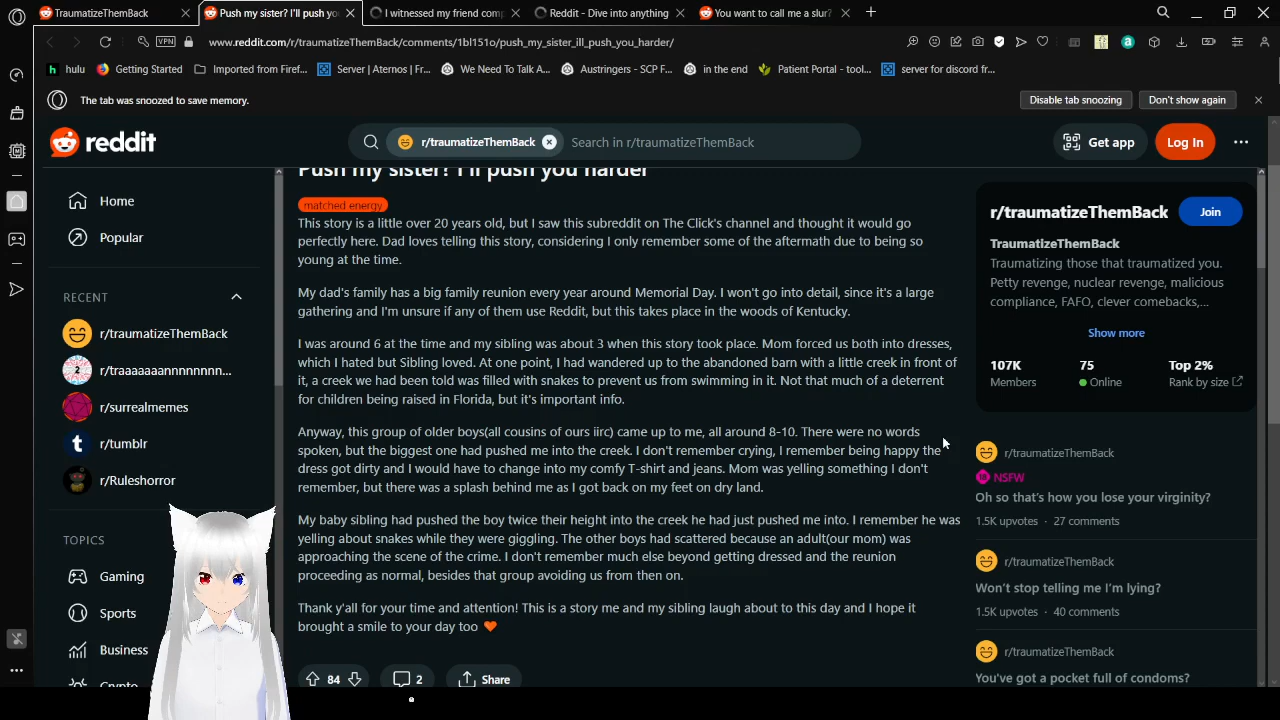 TraumatizeThemBack
Push my sister? I'll push yo
I witnessed my friend com
Reddit - Dive into anything
You want to call me a slur?
VPN
www.reddit.com/r/traumatizeThemBack/comments/1bl151o/push_my_sister_ill_push_you_harder/
hulu
Getting Started
Imported from Firef...
Server | Aternos | Fr...
We Need To Talk A...
Austringers - SCP F...
in the end
Patient Portal - tool...
server for discord fr...
The tab was snoozed to save memory.
Disable tab snoozing
Don't show again
reddit
r/traumatizeThemBack
Search in r/traumatizeThemBack
Get app
Log In
Home
Popular
RECENT
r/traumatizeThemBack
r/traaaaaaannnnnnnn...
r/surrealmemes
r/tumblr
r/Ruleshorror
TOPICS
Gaming
Sports
Business
Crypto
Push my sister? I'll push you harder
matched energy
This story is a little over 20 years old, but I saw this subreddit on The Click's channel and thought it would go
perfectly here. Dad loves telling this story, considering I only remember some of the aftermath due to being so
young at the time.
My dad's family has a big family reunion every year around Memorial Day. I won't go into detail, since it's a large
gathering and I'm unsure if any of them use Reddit, but this takes place in the woods of Kentucky.
I was around 6 at the time and my sibling was about 3 when this story took place. Mom forced us both into dresses,
which I hated but Sibling loved. At one point, I had wandered up to the abandoned barn with a little creek in front of
it, a creek we had been told was filled with snakes to prevent us from swimming in it. Not that much of a deterrent
for children being raised in Florida, but it's important info.
Anyway, this group of older boys(all cousins of ours iirc) came up to me, all around 8-10. There were no words
spoken, but the biggest one had pushed me into the creek. I don't remember crying, I remember being happy the
dress got dirty and I would have to change into my comfy T-shirt and jeans. Mom was yelling something I don't
remember, but there was a splash behind me as I got back on my feet on dry land.
My baby sibling had pushed the boy twice their height into the creek he had just pushed me into. I remember he was
yelling about snakes while they were giggling. The other boys had scattered because an adult(our mom) was
approaching the scene of the crime. I don't remember much else beyond getting dressed and the reunion
proceeding as normal, besides that group avoiding us from then on.
Thank y'all for your time and attention! This is a story me and my sibling laugh about to this day and I hope it
brought a smile to your day too 🧡
84
2
Share
r/traumatizeThemBack
Join
TraumatIzeThemBack
Traumatizing those that traumatized you.
Petty revenge, nuclear revenge, malicious
compliance, FAFO, clever comebacks,...
Show more
107K
75
Top 2%
Members
Online
Rank by size
r/traumatizeThemBack
NSFW
Oh so that's how you lose your virginity?
1.5K upvotes · 27 comments
r/traumatizeThemBack
Won't stop telling me I'm lying?
1.5K upvotes · 40 comments
r/traumatizeThemBack
You've got a pocket full of condoms?